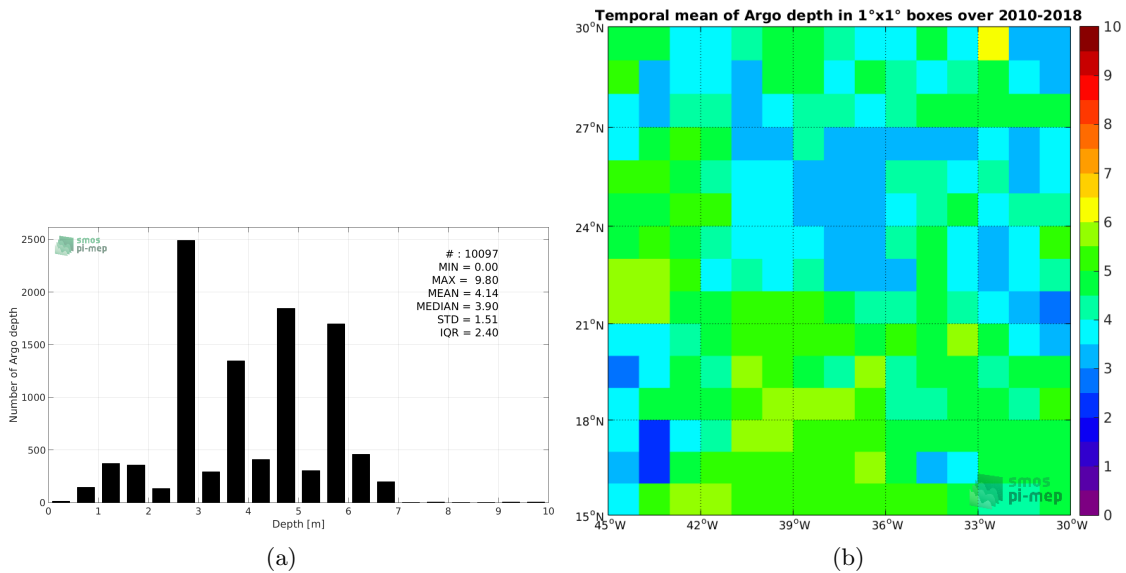 smos
pi-mep
# : 10097
MIN = 0.00
MAX = 9.80
MEAN = 4.14
MEDIAN = 3.90
STD = 1.51
IQR = 2.40
Number of Argo depth
2500
2000
1500
1000
500
0
0 1 2 3 4 5 6 7 8 9 10
Depth [m]
(a)
Temporal mean of Argo depth in 1°x1° boxes over 2010-2018
30°N
27°N
24°N
21°N
18°N
15°N
45°W 42°W 39°W 36°W 33°W 30°W
smos
pi-mep
10
9
8
7
6
5
4
3
2
1
0
(b)